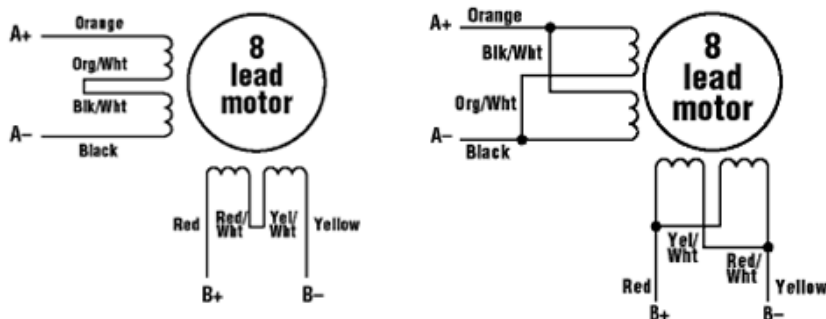 A+
Orange
Org/Wht
Blk/Wht
A–
Black
8
lead
motor
Red
Red/
Wht
Yel/
Wht
Yellow
B+
B–
A+
Orange
Blk/Wht
Org/Wht
A–
Black
8
lead
motor
Yel/
Wht
Red/
Wht
Red
Yellow
B+
B–